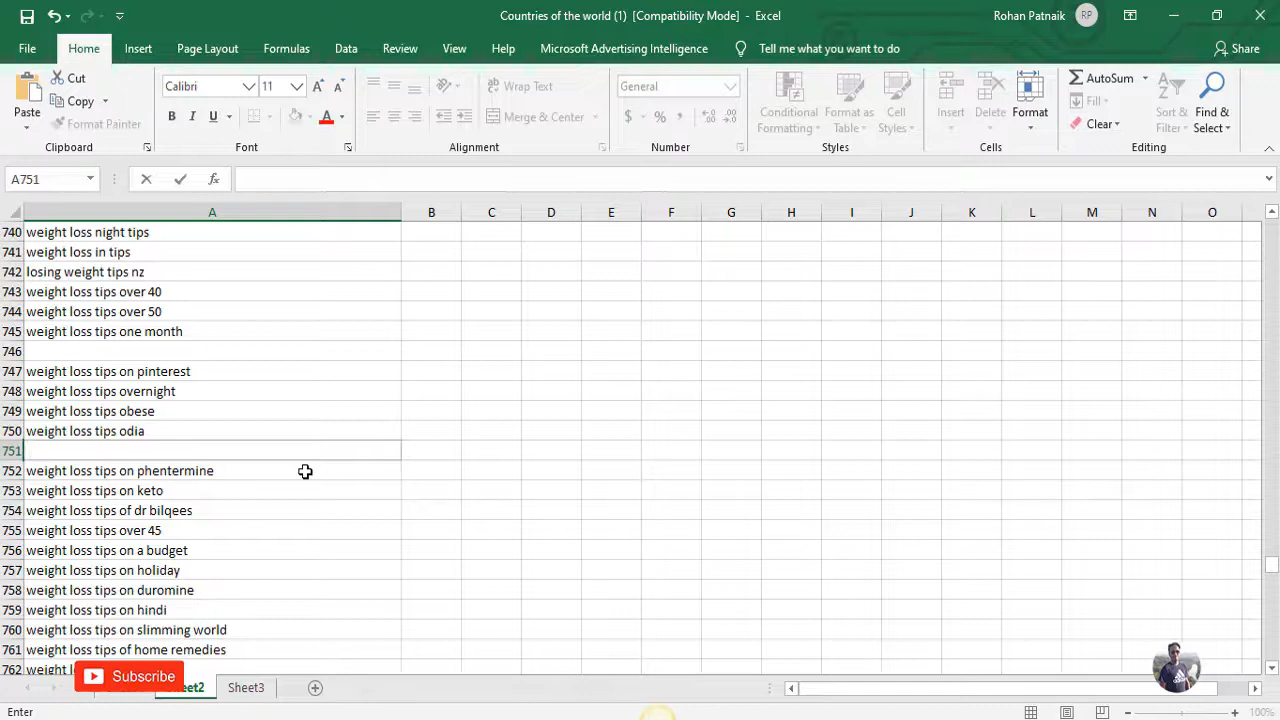 Countries of the world (1) [Compatibility Mode] - Excel
Rohan Patnaik RP
File Home Insert Page Layout Formulas Data Review View Help Microsoft Advertising Intelligence Tell me what you want to do Share
Paste
Cut
Copy
Format Painter
Clipboard
Calibri 11
B I U
Font
Wrap Text
Merge & Center
Alignment
General
$ % ,
Number
Conditional Formatting
Format as Table
Cell Styles
Styles
Insert Delete Format
Cells
AutoSum
Fill
Clear
Sort & Filter
Find & Select
Editing
A751 fx
A B C D E F G H I J K L M N O
740 weight loss night tips
741 weight loss in tips
742 losing weight tips nz
743 weight loss tips over 40
744 weight loss tips over 50
745 weight loss tips one month
746
747 weight loss tips on pinterest
748 weight loss tips overnight
749 weight loss tips obese
750 weight loss tips odia
751
752 weight loss tips on phentermine
753 weight loss tips on keto
754 weight loss tips of dr bilqees
755 weight loss tips over 45
756 weight loss tips on a budget
757 weight loss tips on holiday
758 weight loss tips on duromine
759 weight loss tips on hindi
760 weight loss tips on slimming world
761 weight loss tips of home remedies
762
Subscribe
Sheet3
Enter
100%